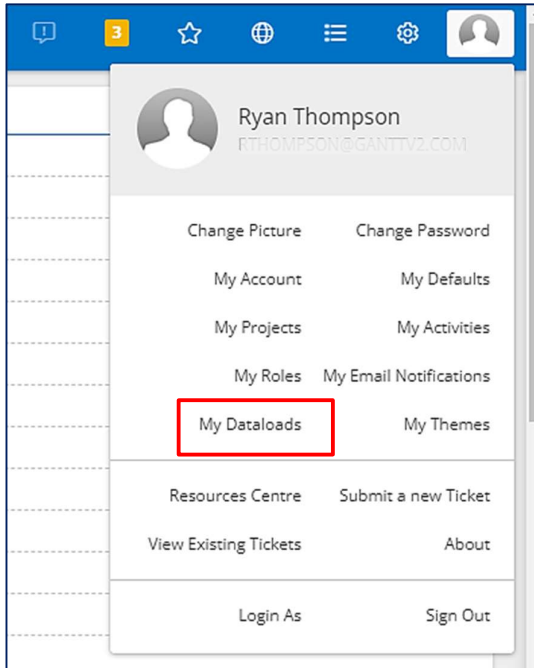 3
Ryan Thompson
RTHOMPSON@GANTTV2.COM
Change Picture Change Password
My Account My Defaults
My Projects My Activities
My Roles My Email Notifications
My Dataloads My Themes
Resources Centre Submit a new Ticket
View Existing Tickets About
Login As Sign Out